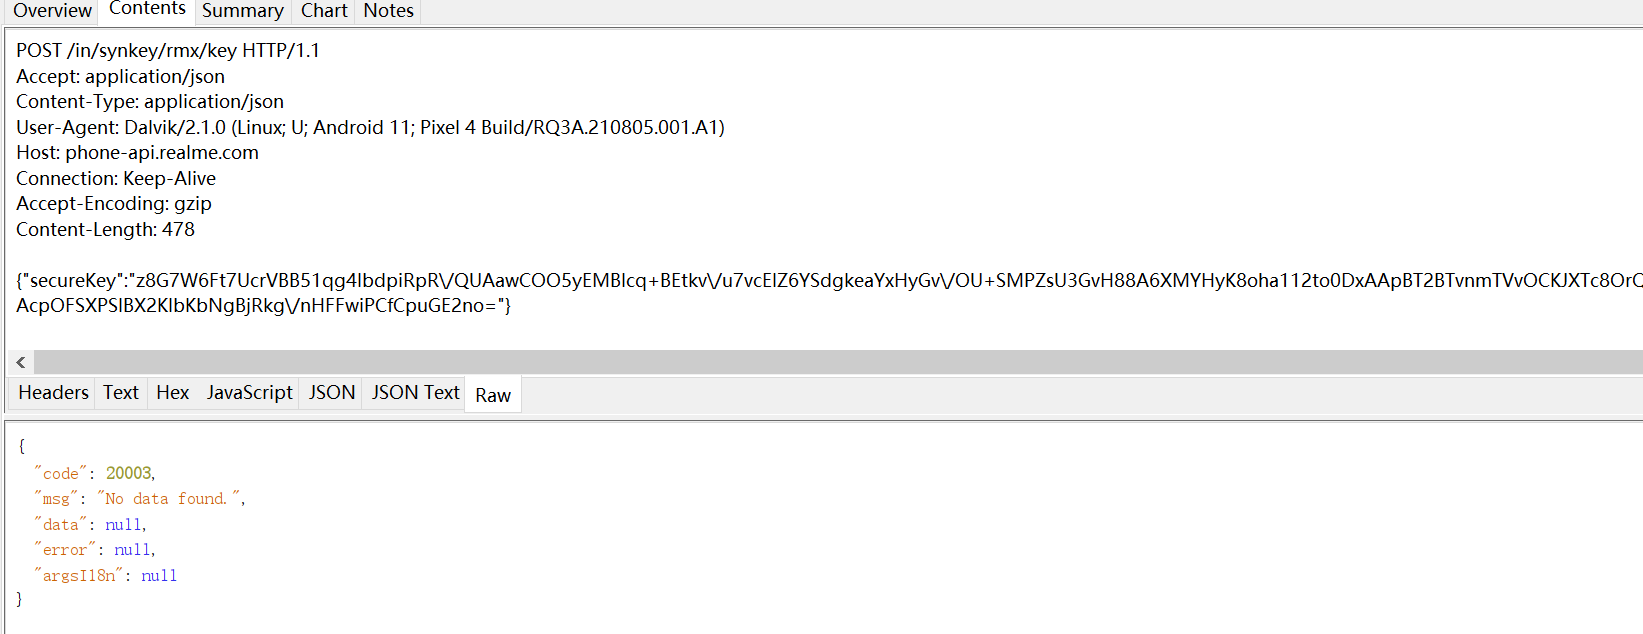 Overview Contents Summary Chart Notes
POST /in/synkey/rmx/key HTTP/1.1
Accept: application/json
Content-Type: application/json
User-Agent: Dalvik/2.1.0 (Linux; U; Android 11; Pixel 4 Build/RQ3A.210805.001.A1)
Host: phone-api.realme.com
Connection: Keep-Alive
Accept-Encoding: gzip
Content-Length: 478
{"secureKey":"z8G7W6Ft7UcrVBB51qg4lbdpiRpR\/QUAawCOO5yEMBlcq+BEtkv\/u7vcElZ6YSdgkeaYxHyGv\/OU+SMPZsU3GvH88A6XMYHyK8oha112to0DxAApBT2BTvnmTVvOCKJXTc8OrQ
AcpOFSXPSlBX2KlbKbNgBjRkg\/nHFFwiPCfCpuGE2no="}
Headers Text Hex JavaScript JSON JSON Text Raw
{
"code": 20003,
"msg": "No data found.",
"data": null,
"error": null,
"argsI18n": null
}